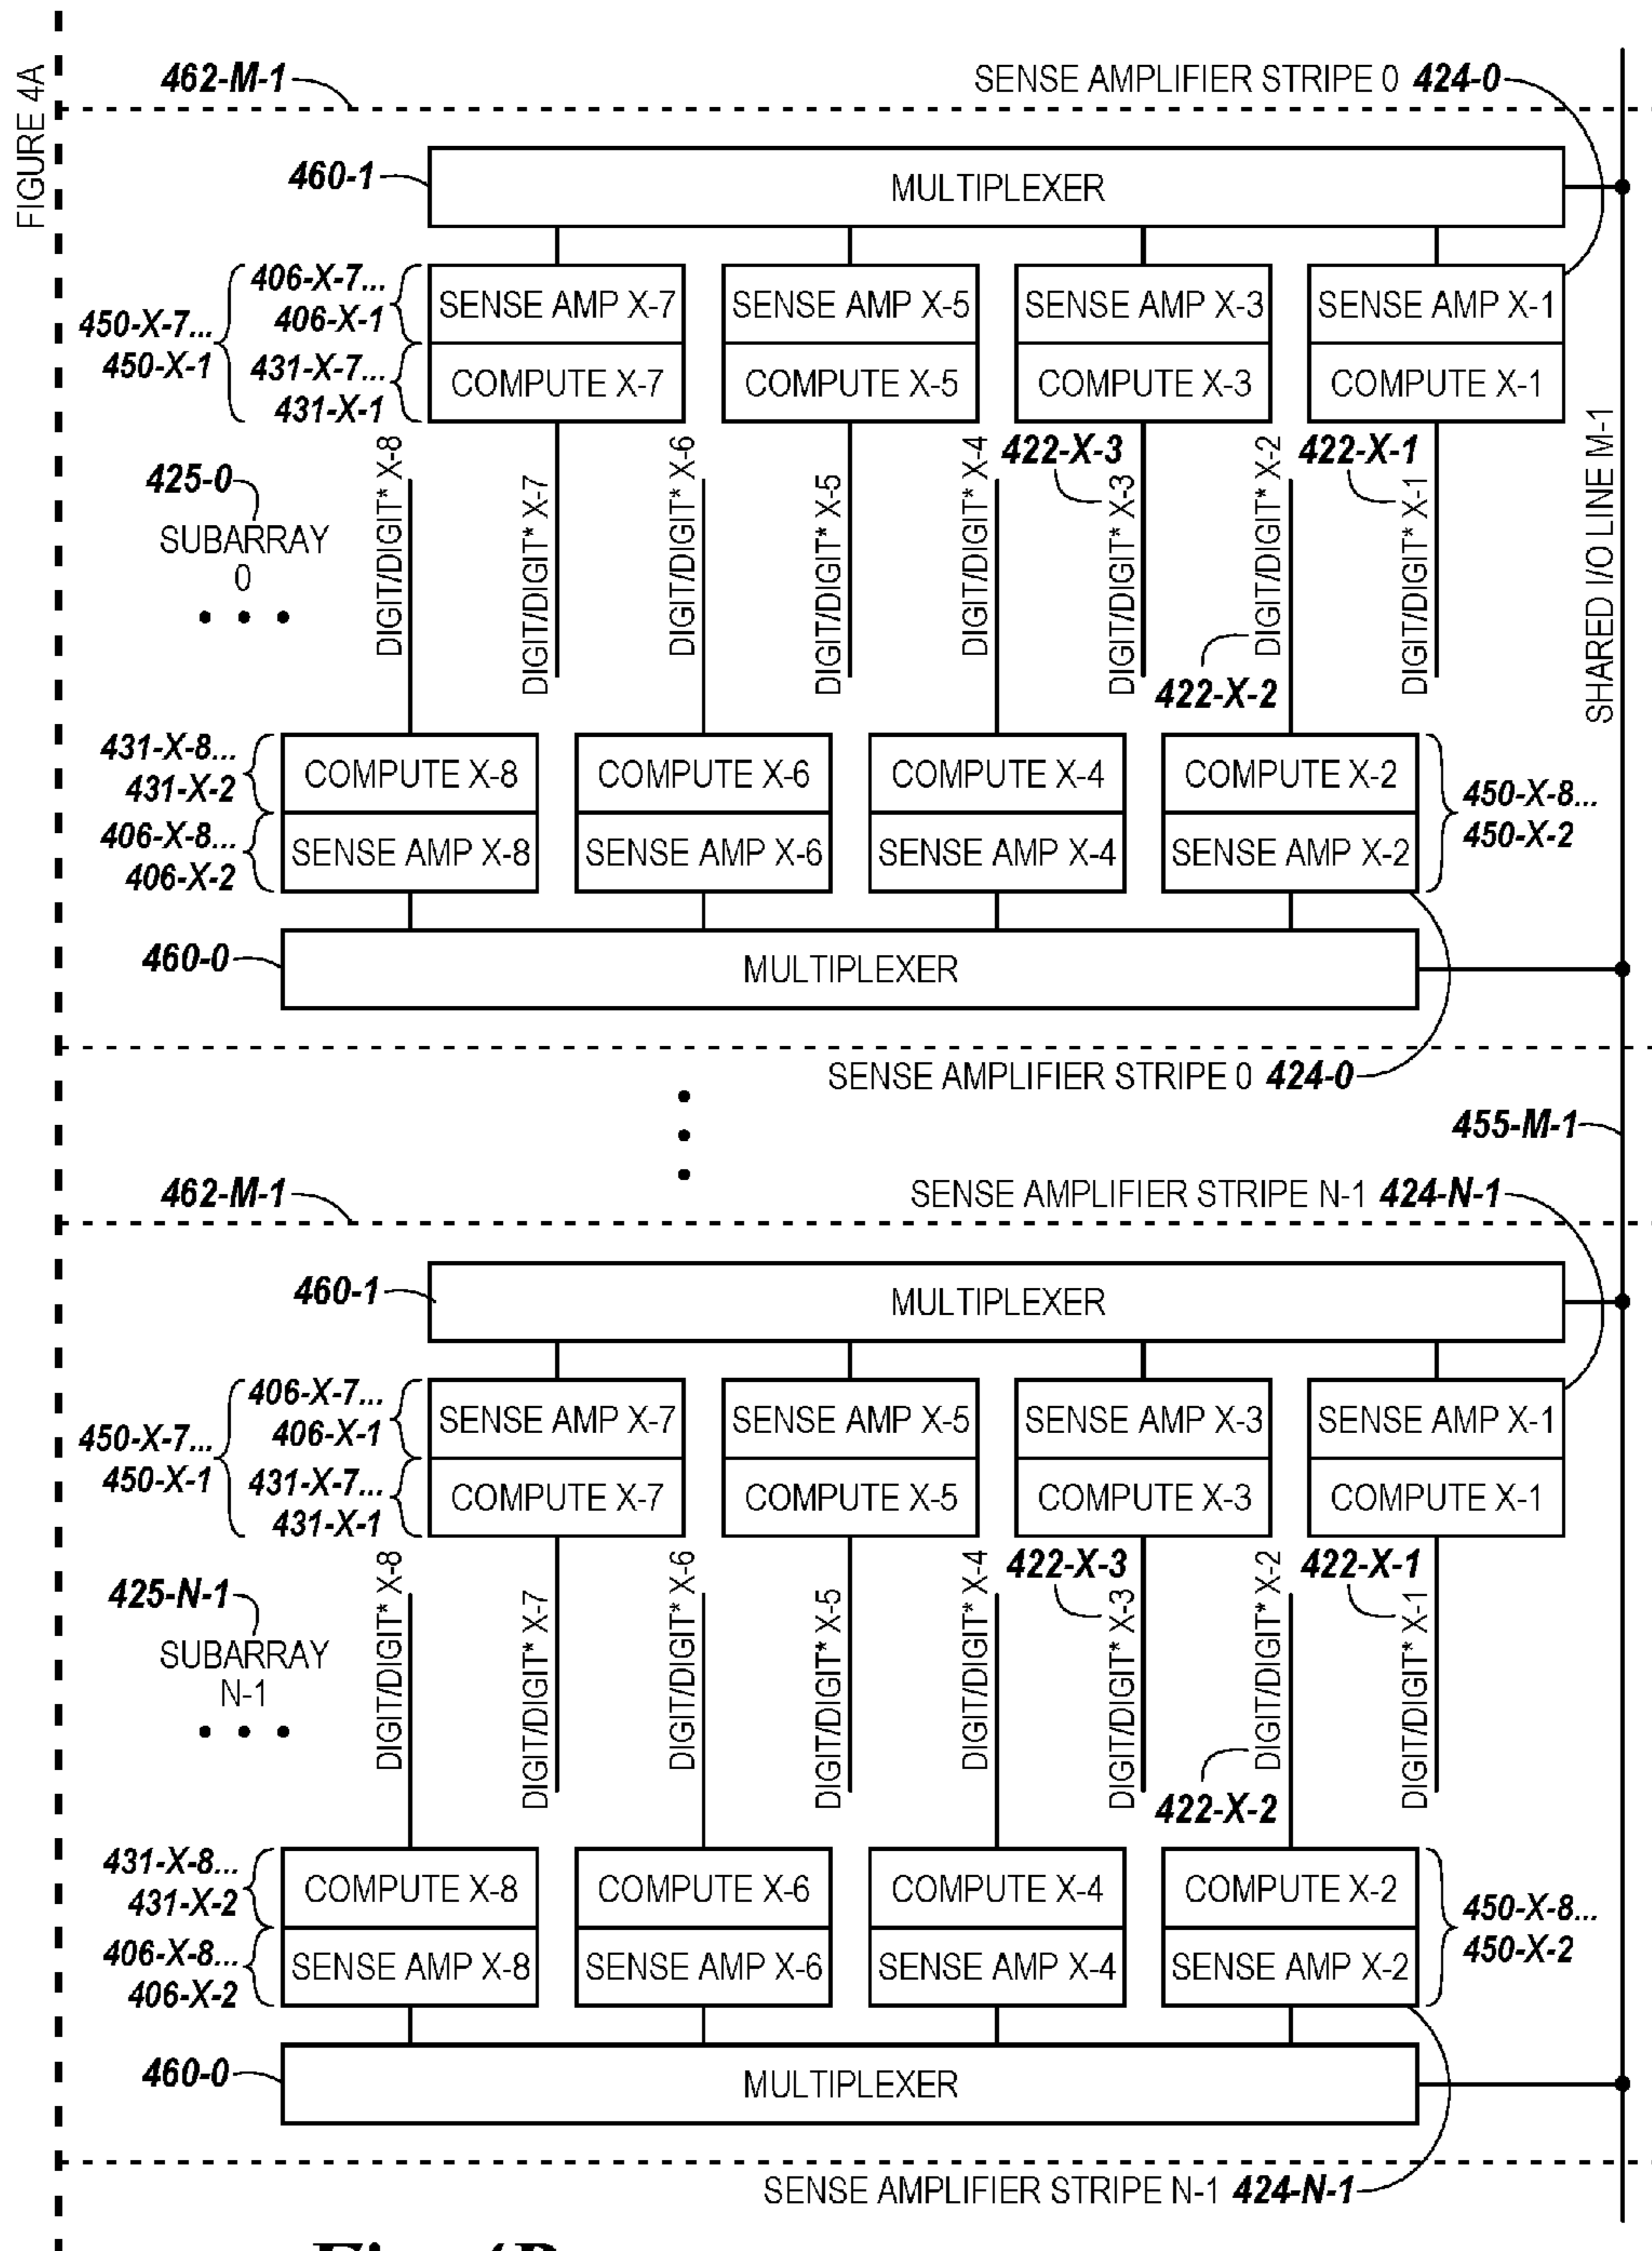 FIGURE 4A
462-M-1
SENSE AMPLIFIER STRIPE 0 424-0
460-1
MULTIPLEXER
450-X-7...
450-X-1
406-X-7...
406-X-1
431-X-7...
431-X-1
SENSE AMP X-7
SENSE AMP X-5
SENSE AMP X-3
SENSE AMP X-1
COMPUTE X-7
COMPUTE X-5
COMPUTE X-3
COMPUTE X-1
SHARED I/O LINE M-1
425-0
SUBARRAY
0
• • •
DIGIT/DIGIT* X-8
DIGIT/DIGIT* X-7
DIGIT/DIGIT* X-6
DIGIT/DIGIT* X-5
DIGIT/DIGIT* X-4
422-X-3
DIGIT/DIGIT* X-3
422-X-2
DIGIT/DIGIT* X-2
422-X-1
DIGIT/DIGIT* X-1
431-X-8...
431-X-2
406-X-8...
406-X-2
COMPUTE X-8
COMPUTE X-6
COMPUTE X-4
COMPUTE X-2
SENSE AMP X-8
SENSE AMP X-6
SENSE AMP X-4
SENSE AMP X-2
450-X-8...
450-X-2
460-0
MULTIPLEXER
SENSE AMPLIFIER STRIPE 0 424-0
455-M-1
462-M-1
SENSE AMPLIFIER STRIPE N-1 424-N-1
460-1
MULTIPLEXER
450-X-7...
450-X-1
406-X-7...
406-X-1
431-X-7...
431-X-1
SENSE AMP X-7
SENSE AMP X-5
SENSE AMP X-3
SENSE AMP X-1
COMPUTE X-7
COMPUTE X-5
COMPUTE X-3
COMPUTE X-1
425-N-1
SUBARRAY
N-1
• • •
DIGIT/DIGIT* X-8
DIGIT/DIGIT* X-7
DIGIT/DIGIT* X-6
DIGIT/DIGIT* X-5
DIGIT/DIGIT* X-4
422-X-3
DIGIT/DIGIT* X-3
422-X-2
DIGIT/DIGIT* X-2
422-X-1
DIGIT/DIGIT* X-1
431-X-8...
431-X-2
406-X-8...
406-X-2
COMPUTE X-8
COMPUTE X-6
COMPUTE X-4
COMPUTE X-2
SENSE AMP X-8
SENSE AMP X-6
SENSE AMP X-4
SENSE AMP X-2
450-X-8...
450-X-2
460-0
MULTIPLEXER
SENSE AMPLIFIER STRIPE N-1 424-N-1